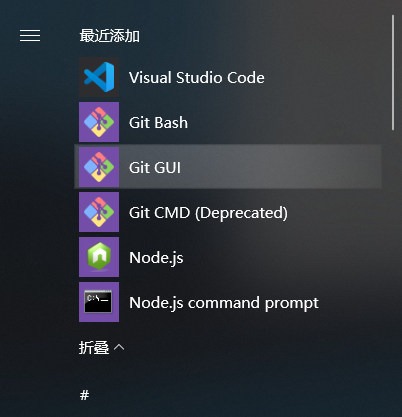 最近添加
Visual Studio Code
Git Bash
Git GUI
Git CMD (Deprecated)
Node.js
C:\_
Node.js command prompt
折叠
#